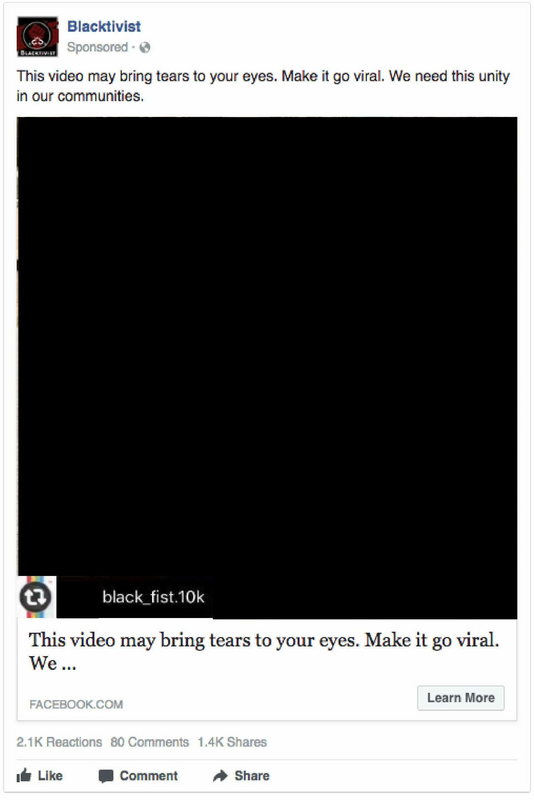 Blacktivist
BLACKTIVIST
Sponsored ·
This video may bring tears to your eyes. Make it go viral. We need this unity
in our communities.
black_fist.10k
This video may bring tears to your eyes. Make it go viral.
We ...
FACEBOOK.COM
Learn More
2.1K Reactions 80 Comments 1.4K Shares
Like Comment Share